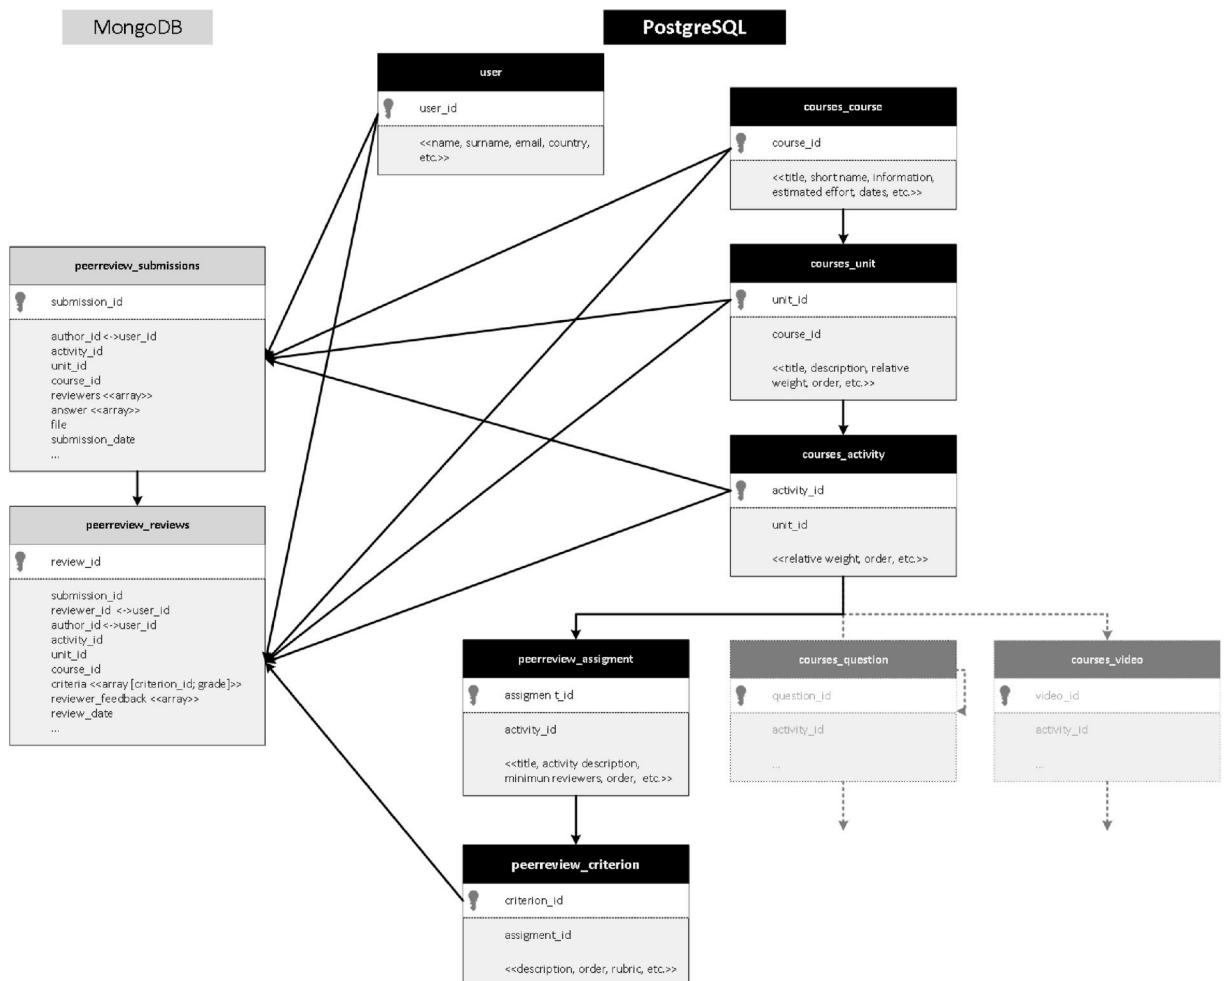 MongoDB
PostgreSQL
user
user_id
<<name, surname, email, country,
etc.>>
courses_course
course_id
<<title, short name, information,
estimated effort, dates, etc.>>
peerreview_submissions
submission_id
author_id <->user_id
activity_id
unit_id
course_id
reviewers <<array>>
answer <<array>>
file
submission_date
...
courses_unit
unit_id
course_id
<<title, description, relative
weight, order, etc.>>
courses_activity
activity_id
unit_id
<<relative weight, order, etc.>>
peerreview_reviews
review_id
submission_id
reviewer_id <->user_id
author_id <->user_id
activity_id
unit_id
course_id
criteria <<array [criterion_id; grade]>>
reviewer_feedback <<array>>
review_date
...
peerreview_assigment
assigmen t_id
activity_id
<<title, activity description,
minimun reviewers, order, etc.>>
courses_question
question_id
activity_id
...
courses_video
video_id
activity_id
...
peerreview_criterion
criterion_id
assigment_id
<<description, order, rubric, etc.>>